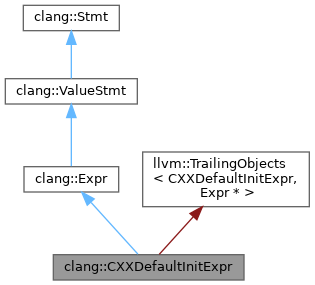 clang::Stmt
clang::ValueStmt
clang::Expr
llvm::TrailingObjects
< CXXDefaultInitExpr,
Expr * >
clang::CXXDefaultInitExpr